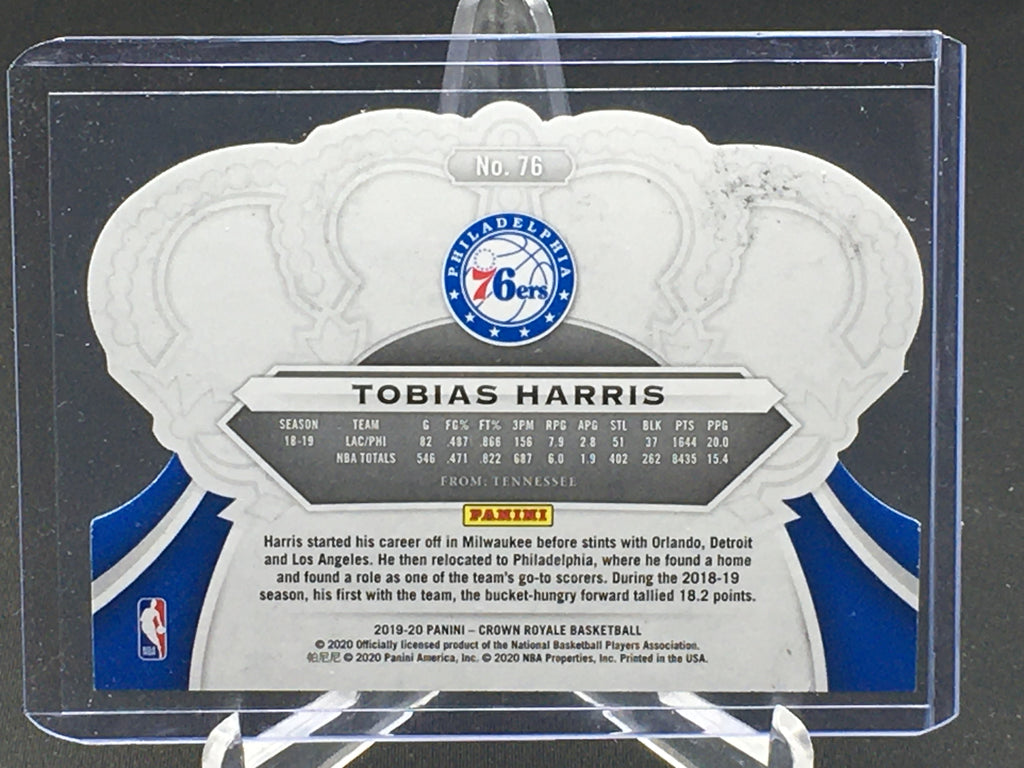 No. 76
PHILADELPHIA
76ers
TOBIAS HARRIS
SEASON TEAM G FG% FT% 3PM RPG APG STL BLK PTS PPG
18-19 LAC/PHI 82 .487 .866 156 7.9 2.8 51 37 1644 20.0
NBA TOTALS 546 .471 .822 687 6.0 1.9 402 262 8435 15.4
FROM: TENNESSEE
PANINI
Harris started his career off in Milwaukee before stints with Orlando, Detroit
and Los Angeles. He then relocated to Philadelphia, where he found a home
and found a role as one of the team's go-to scorers. During the 2018-19
season, his first with the team, the bucket-hungry forward tallied 18.2 points.
2019-20 PANINI – CROWN ROYALE BASKETBALL
© 2020 Officially licensed product of the National Basketball Players Association.
帕尼尼 © 2020 Panini America, Inc. © 2020 NBA Properties, Inc. Printed in the USA.
NBA